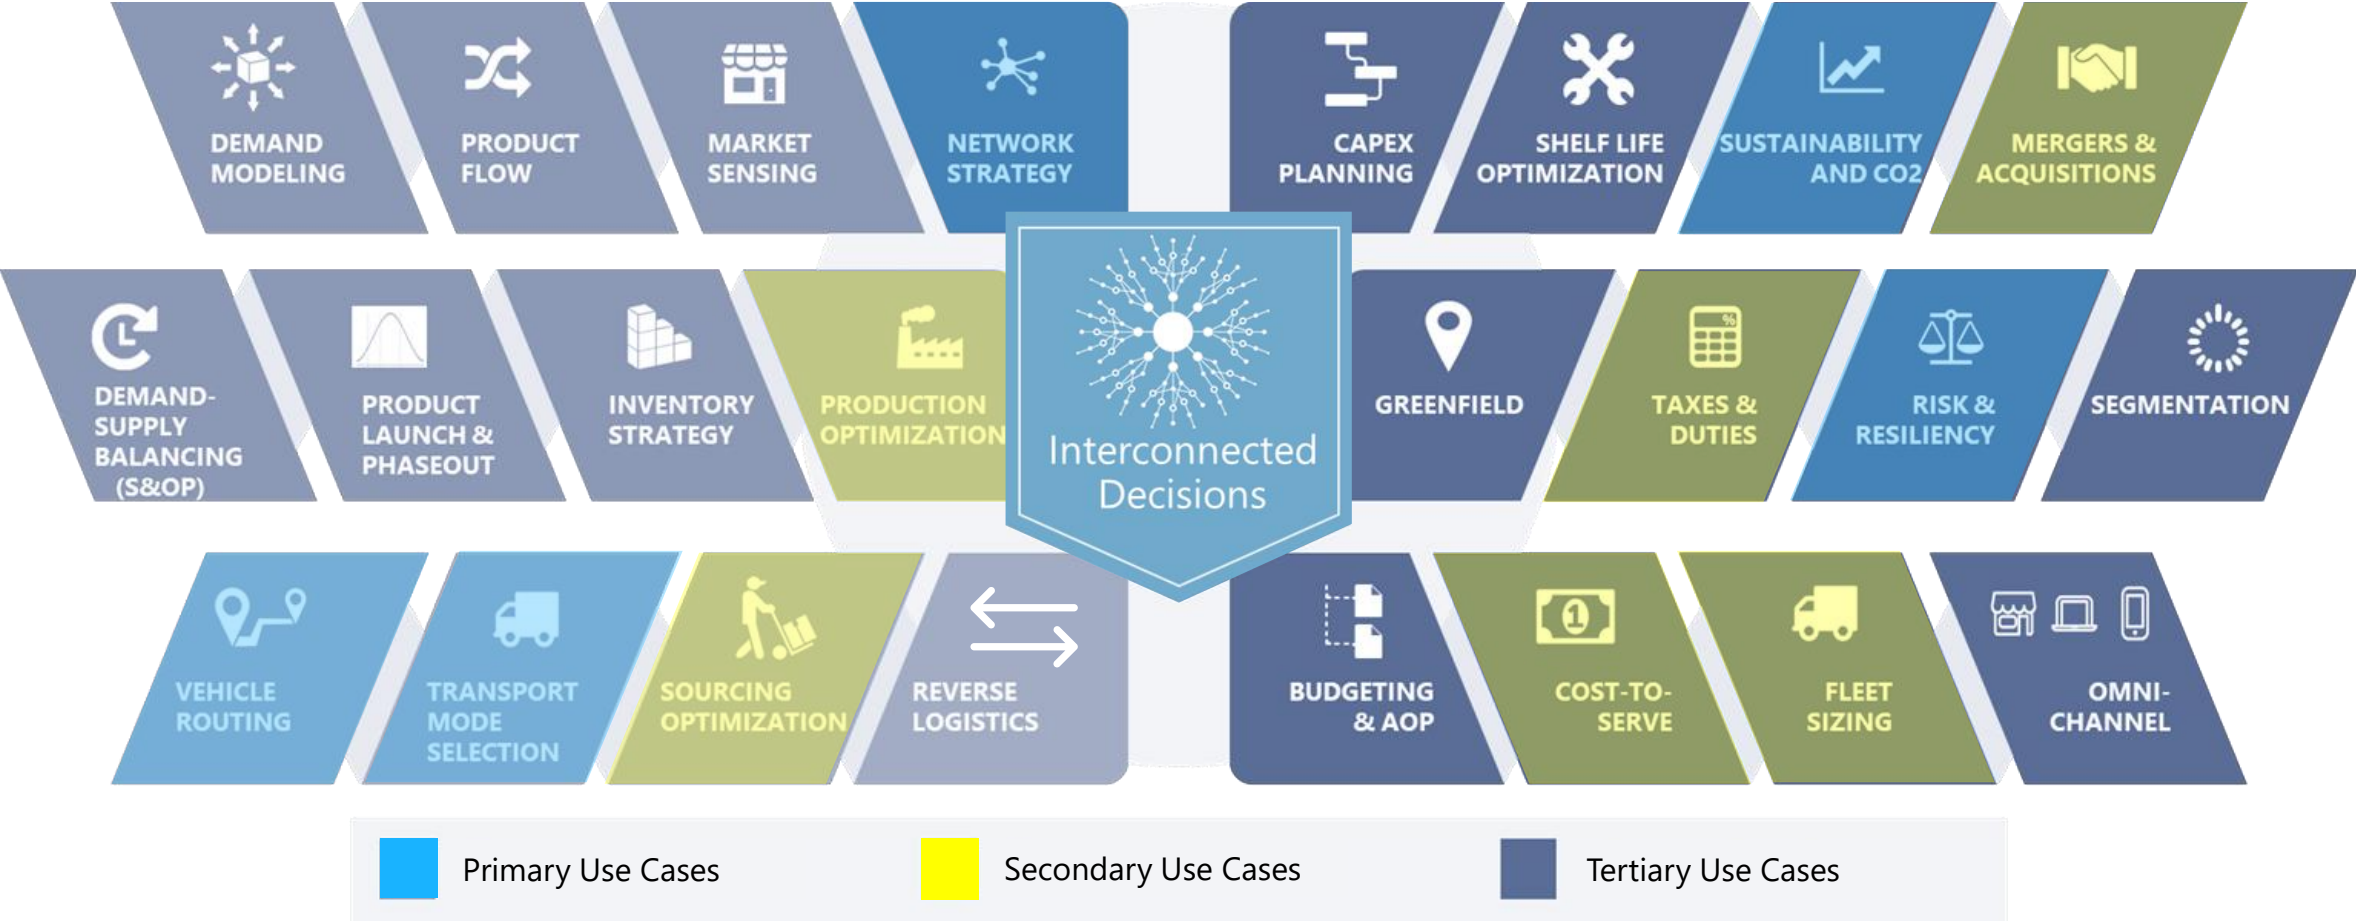 DEMAND
MODELING
PRODUCT
FLOW
MARKET
SENSING
NETWORK
STRATEGY
CAPEX
PLANNING
SHELF LIFE
OPTIMIZATION
SUSTAINABILITY
AND CO2
MERGERS &
ACQUISITIONS
DEMAND-
SUPPLY
BALANCING
(S&OP)
PRODUCT
LAUNCH &
PHASEOUT
INVENTORY
STRATEGY
PRODUCTION
OPTIMIZATION
Interconnected
Decisions
GREENFIELD
%
TAXES &
DUTIES
RISK &
RESILIENCY
SEGMENTATION
VEHICLE
ROUTING
TRANSPORT
MODE
SELECTION
SOURCING
OPTIMIZATION
REVERSE
LOGISTICS
BUDGETING
& AOP
1
COST-TO-
SERVE
FLEET
SIZING
OMNI-
CHANNEL
Primary Use Cases
Secondary Use Cases
Tertiary Use Cases